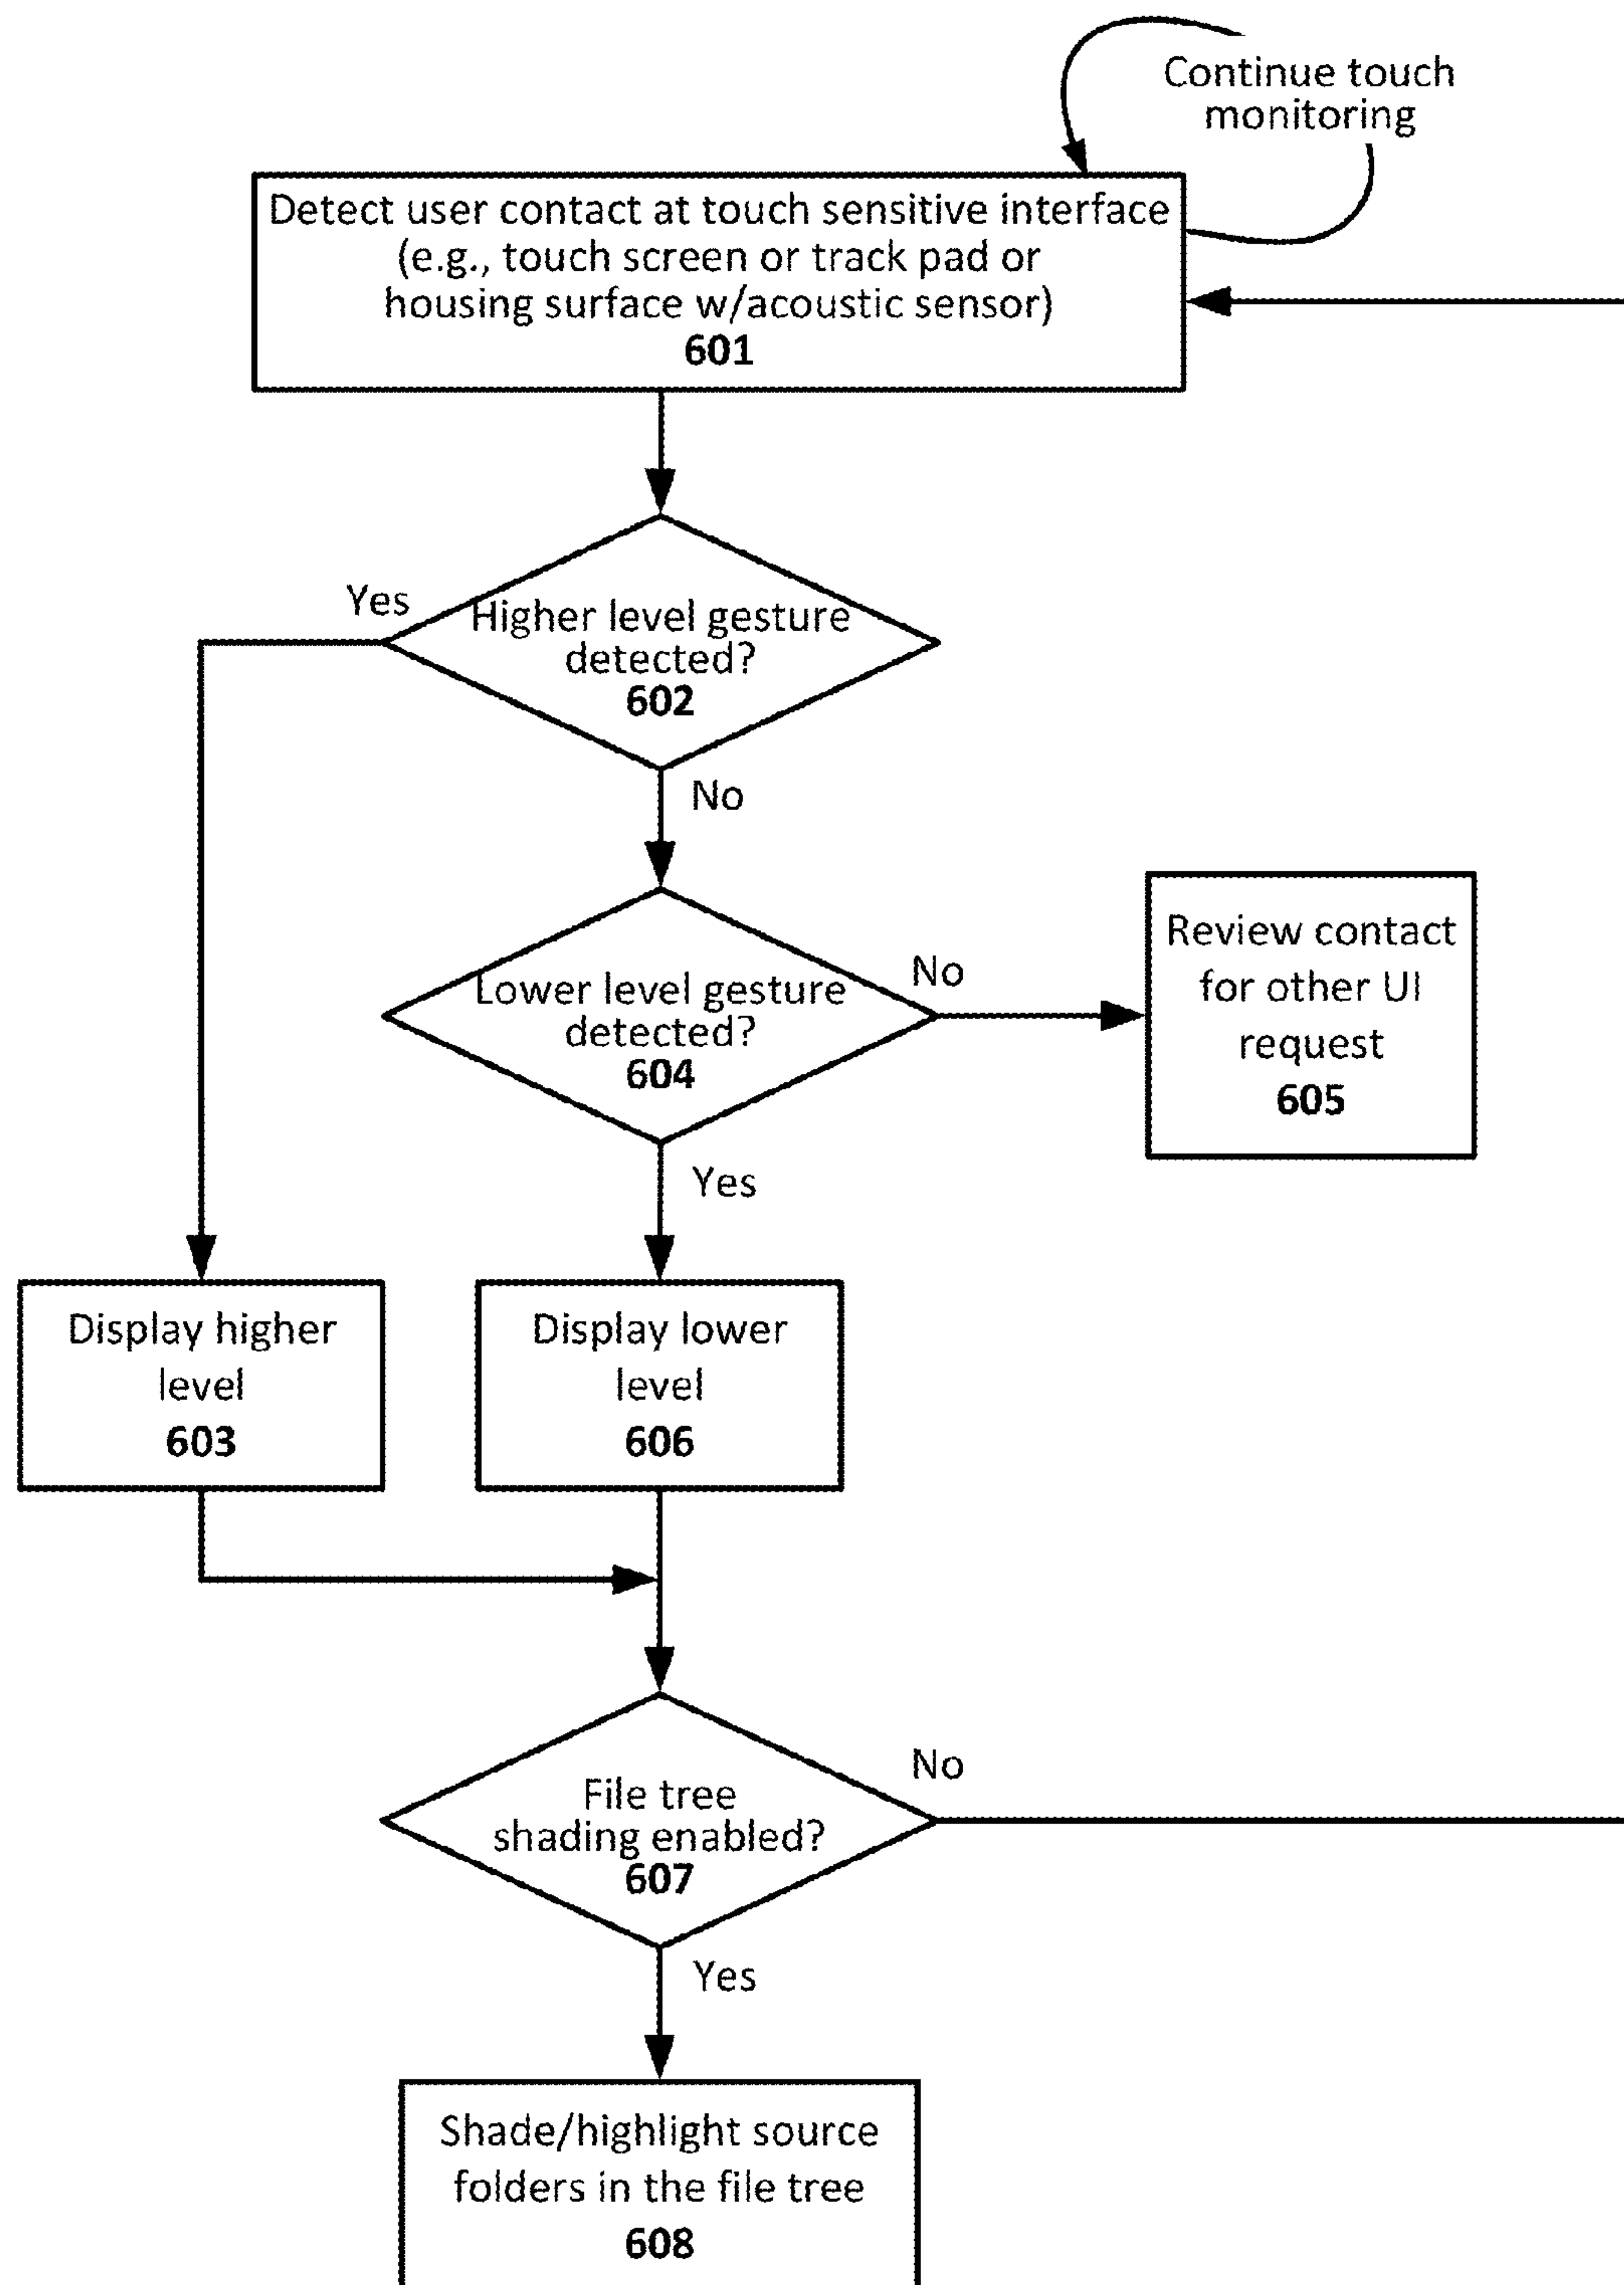 Continue touch
monitoring
Detect user contact at touch sensitive interface
(e.g., touch screen or track pad or
housing surface w/acoustic sensor)
601
Yes
Higher level gesture
detected?
602
No
Lower level gesture
detected?
604
No
Review contact
for other UI
request
605
Yes
Display higher
level
603
Display lower
level
606
File tree
shading enabled?
607
No
Yes
Shade/highlight source
folders in the file tree
608